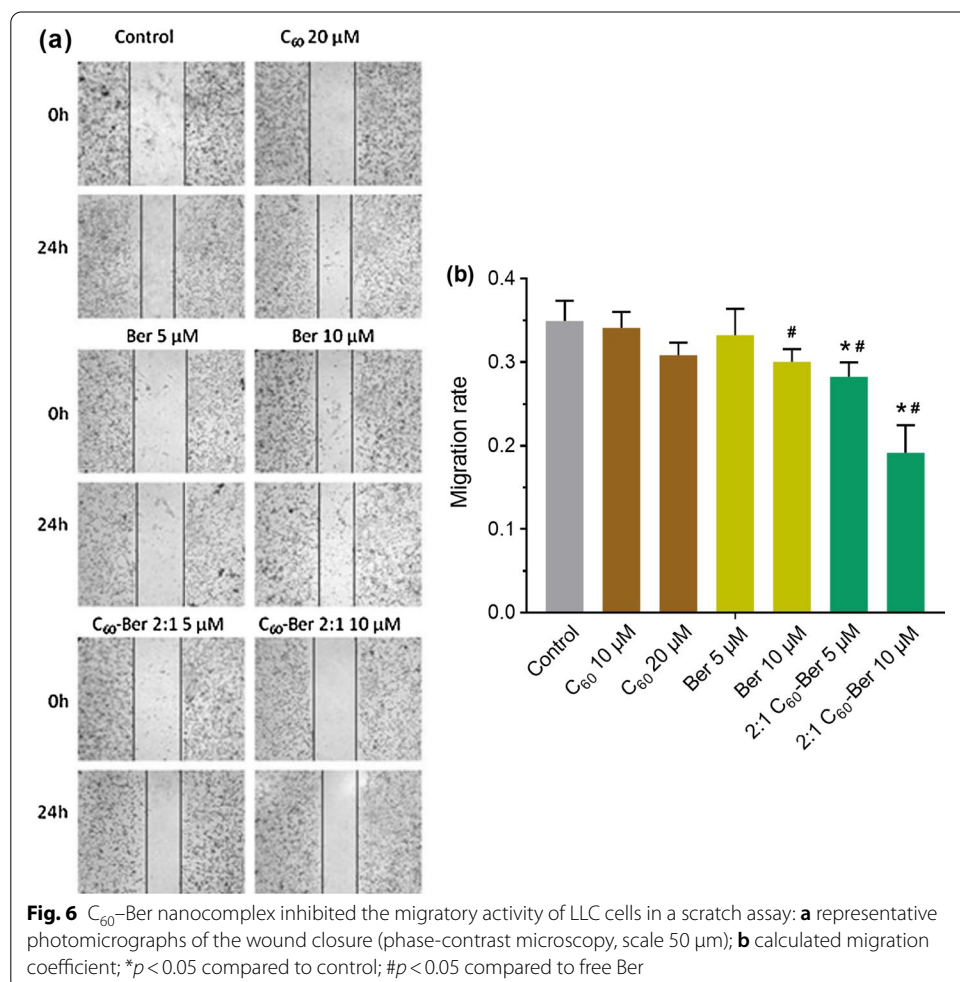 (a)
Control
C₆₀ 20 µM
0h
24h
Ber 5 µM
Ber 10 µM
0h
24h
C₆₀-Ber 2:1 5 µM
C₆₀-Ber 2:1 10 µM
0h
24h
(b)
Migration rate
0.4
0.3
0.2
0.1
0.0
#
* #
* #
Control
C₆₀ 10 µM
C₆₀ 20 µM
Ber 5 µM
Ber 10 µM
2:1 C₆₀-Ber 5 µM
2:1 C₆₀-Ber 10 µM
Fig. 6 C₆₀–Ber nanocomplex inhibited the migratory activity of LLC cells in a scratch assay: a representative
photomicrographs of the wound closure (phase-contrast microscopy, scale 50 µm); b calculated migration
coefficient; *p < 0.05 compared to control; #p < 0.05 compared to free Ber